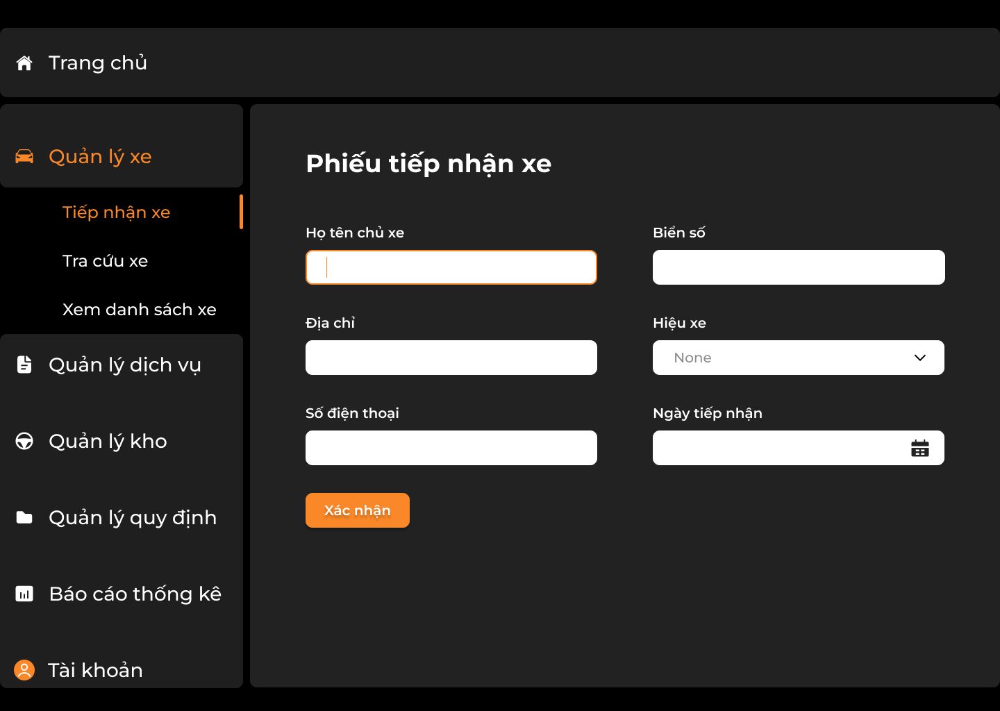 Trang chủ
Quản lý xe
Tiếp nhận xe
Tra cứu xe
Xem danh sách xe
Quản lý dịch vụ
Quản lý kho
Quản lý quy định
Báo cáo thống kê
Tài khoản
Phiếu tiếp nhận xe
Họ tên chủ xe
Biển số
Địa chỉ
Hiệu xe
None
Số điện thoại
Ngày tiếp nhận
Xác nhận